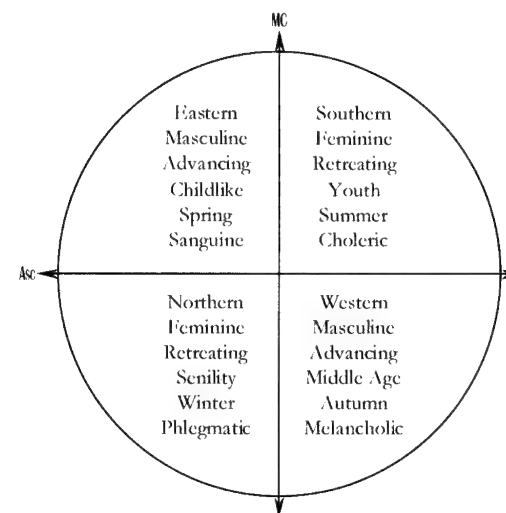 MC
Eastern
Masculine
Advancing
Childlike
Spring
Sanguine
Southern
Feminine
Retreating
Youth
Summer
Choleric
Asc
Northern
Feminine
Retreating
Senility
Winter
Phlegmatic
Western
Masculine
Advancing
Middle Age
Autumn
Melancholic